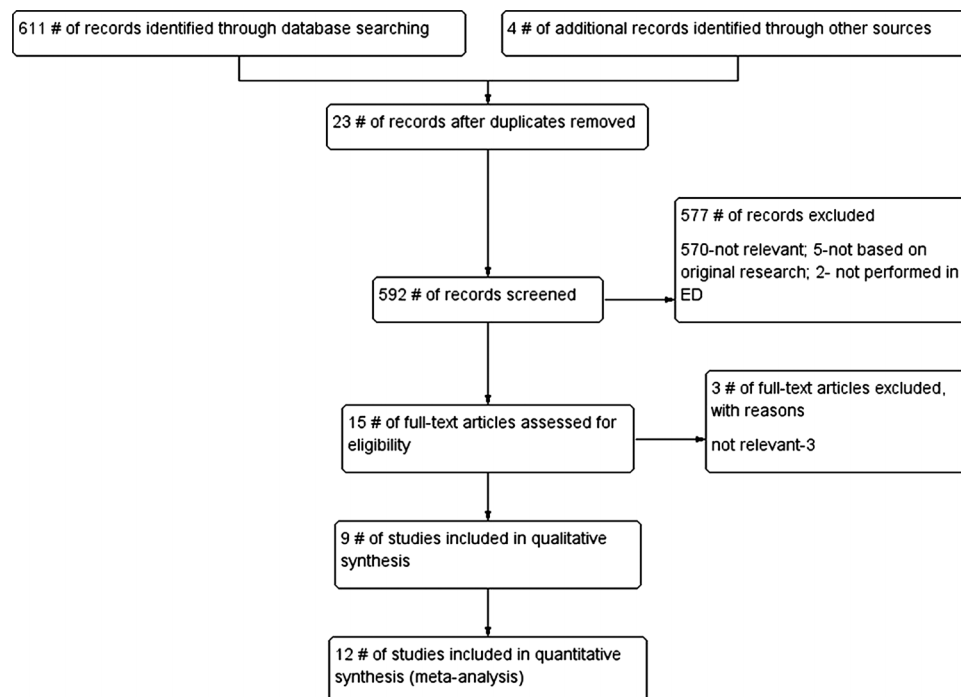 611 # of records identified through database searching
4 # of additional records identified through other sources
23 # of records after duplicates removed
577 # of records excluded
570-not relevant; 5-not based on
original research; 2- not performed in
ED
592 # of records screened
3 # of full-text articles excluded,
with reasons
not relevant-3
15 # of full-text articles assessed for
eligibility
9 # of studies included in qualitative
synthesis
12 # of studies included in quantitative
synthesis (meta-analysis)